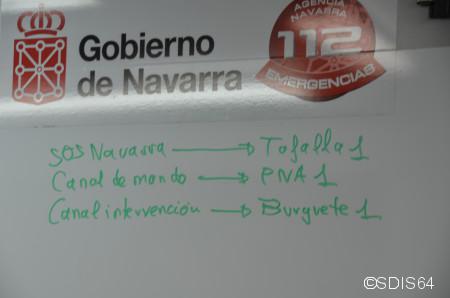 Gobierno
de Navarra
AGENCIA
NAVARRA
112
EMERGENCIAS
SOS Navarra → Tafalla 1
Canal de mando → PNA 1
Canal intervención → Burguete 1
©SDIS64